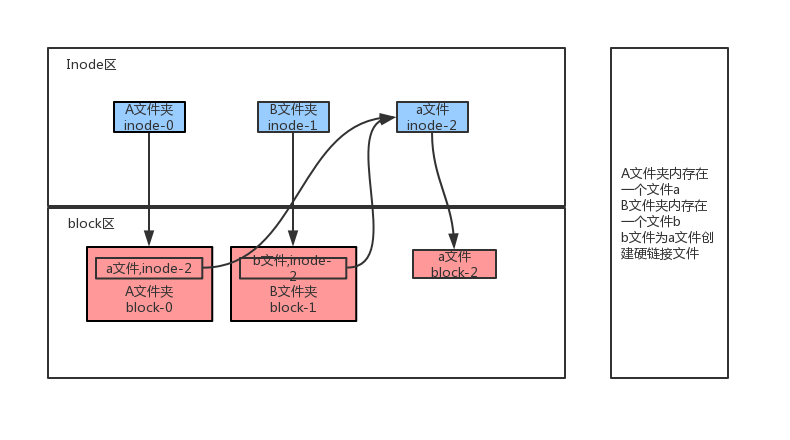 Inode区
A文件夹
inode-0
B文件夹
inode-1
a文件
inode-2
block区
a文件,inode-2
A文件夹
block-0
b文件,inode-
2
B文件夹
block-1
a文件
block-2
A文件夹内存在
一个文件a
B文件夹内存在
一个文件b
b文件为a文件创
建硬链接文件